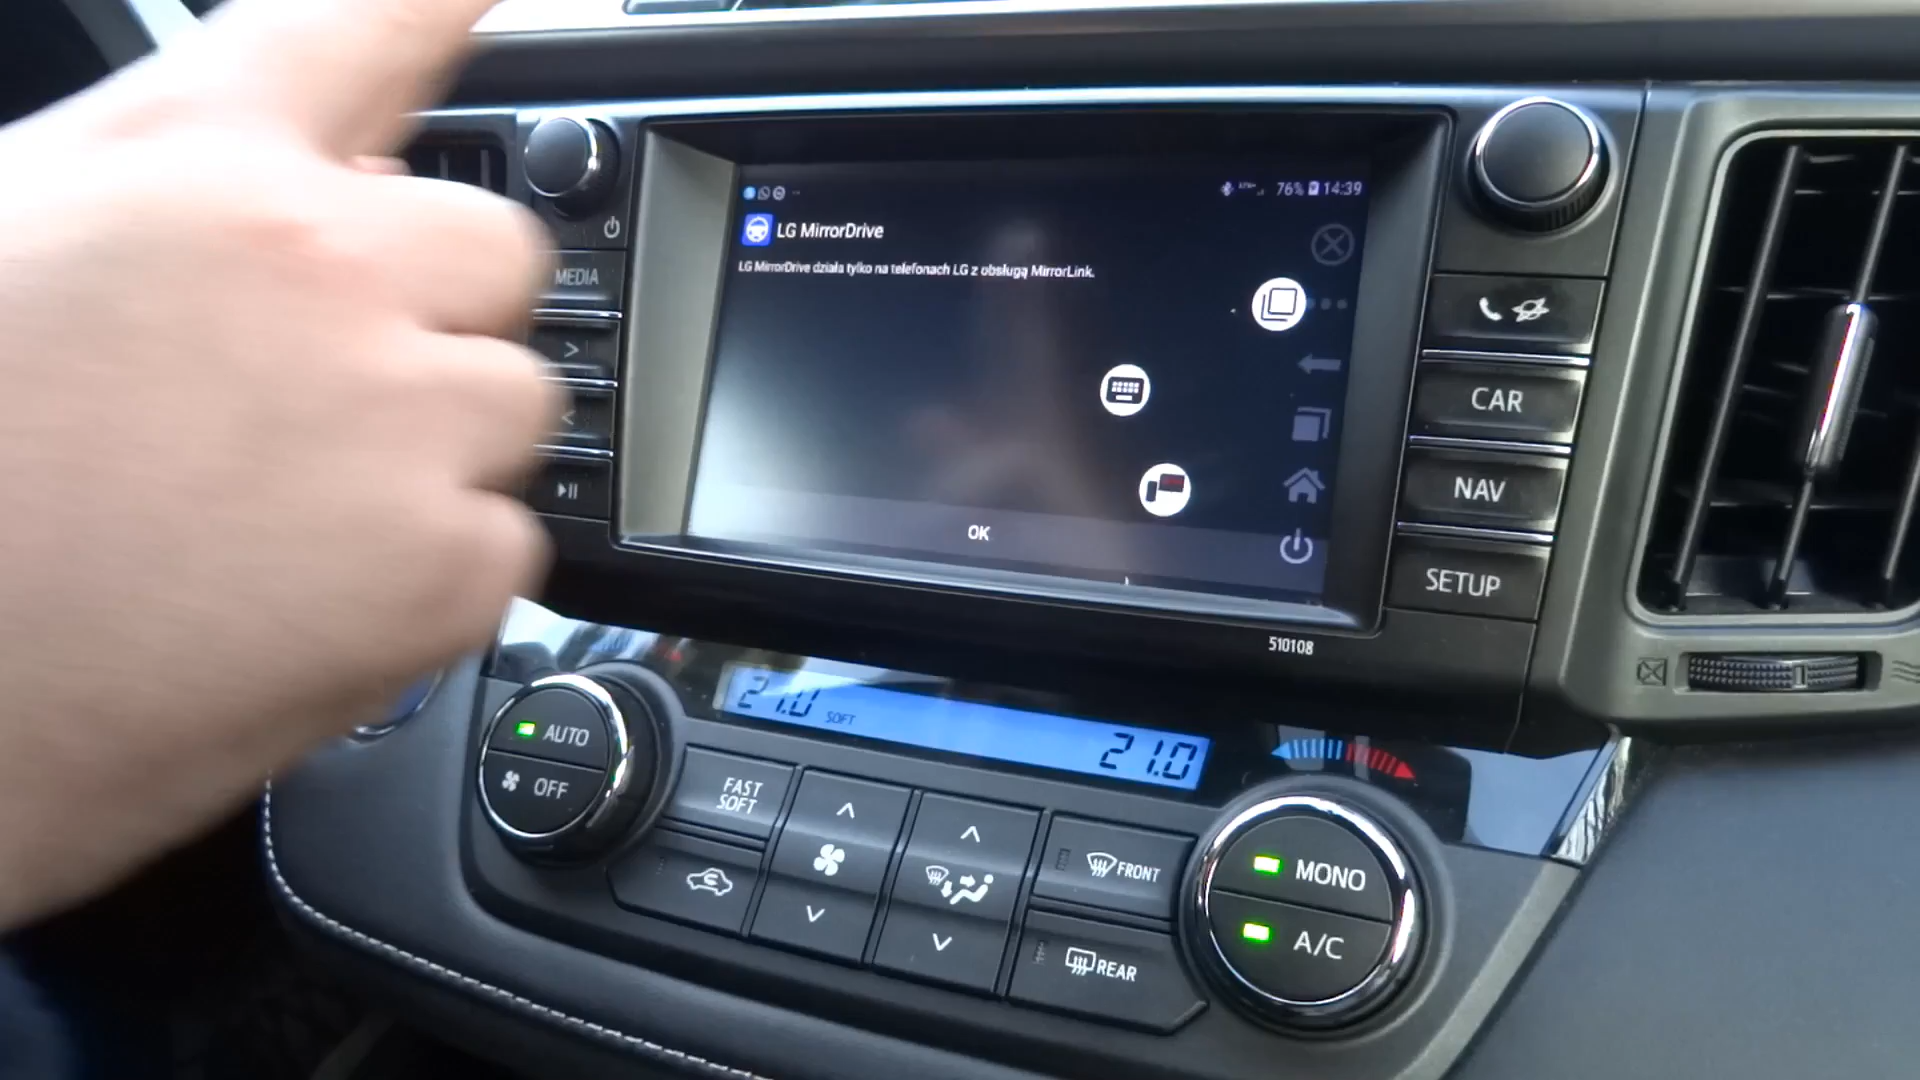 76% 14:39
LG MirrorDrive
LG MirrorDrive działa tylko na telefonach LG z obsługą MirrorLink.
OK
MEDIA
>
<
CAR
NAV
SETUP
510108
21.0
SOFT
21.0
AUTO
OFF
FAST
SOFT
FRONT
REAR
MONO
A/C